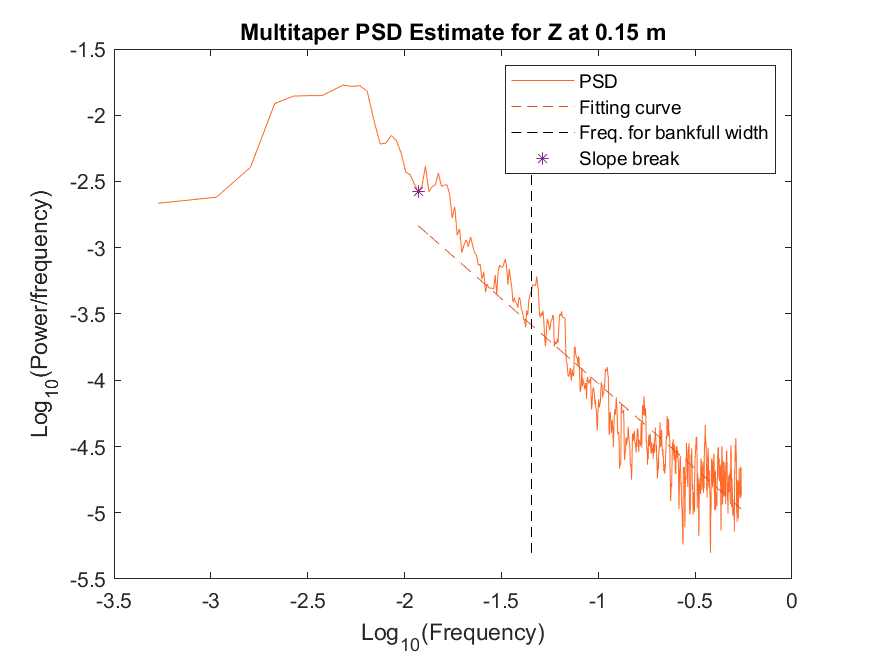 Multitaper PSD Estimate for Z at 0.15 m
-1.5
-2
-2.5
-3
-3.5
-4
-4.5
-5
-5.5
Log10(Power/frequency)
PSD
Fitting curve
Freq. for bankfull width
Slope break
-3.5 -3 -2.5 -2 -1.5 -1 -0.5 0
Log10(Frequency)